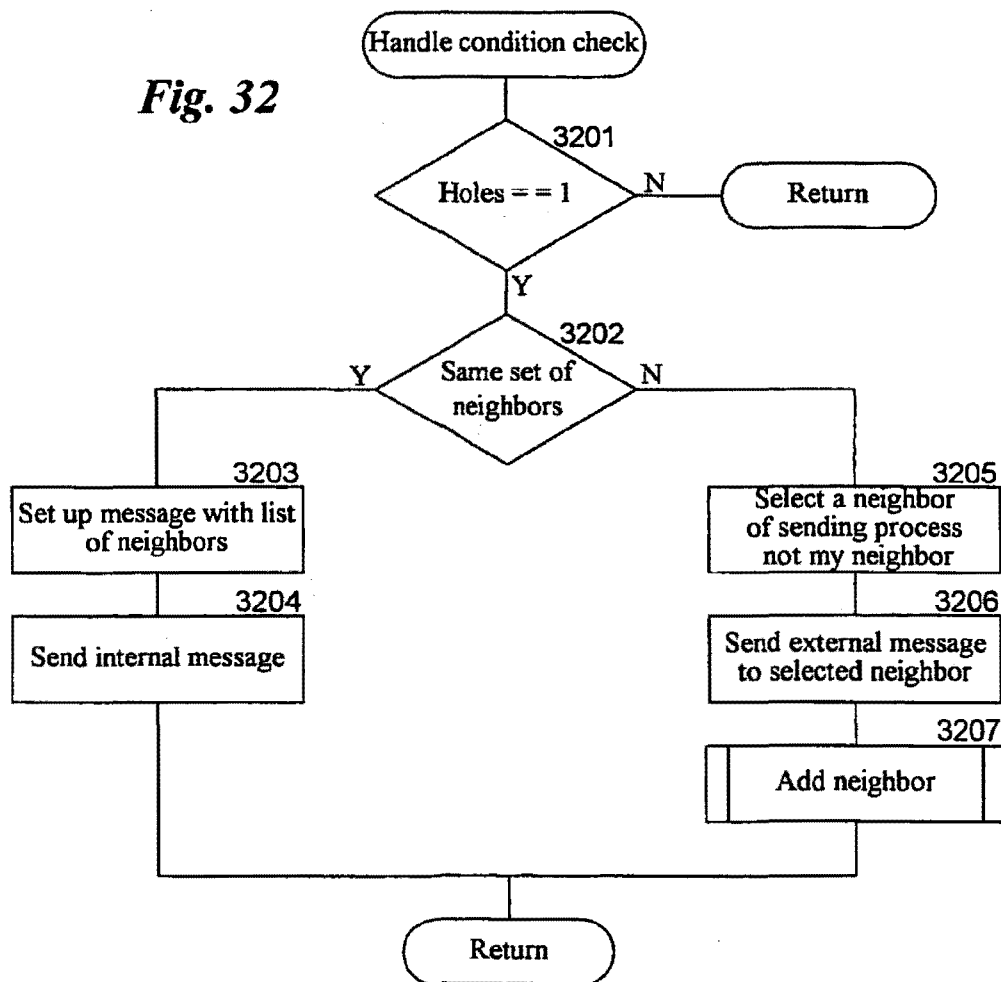 Handle condition check
Fig. 32
3201
Holes = = 1
N
Return
Y
3202
Y
Same set of
neighbors
N
3203
Set up message with list
of neighbors
3204
Send internal message
3205
Select a neighbor
of sending process
not my neighbor
3206
Send external message
to selected neighbor
3207
Add neighbor
Return